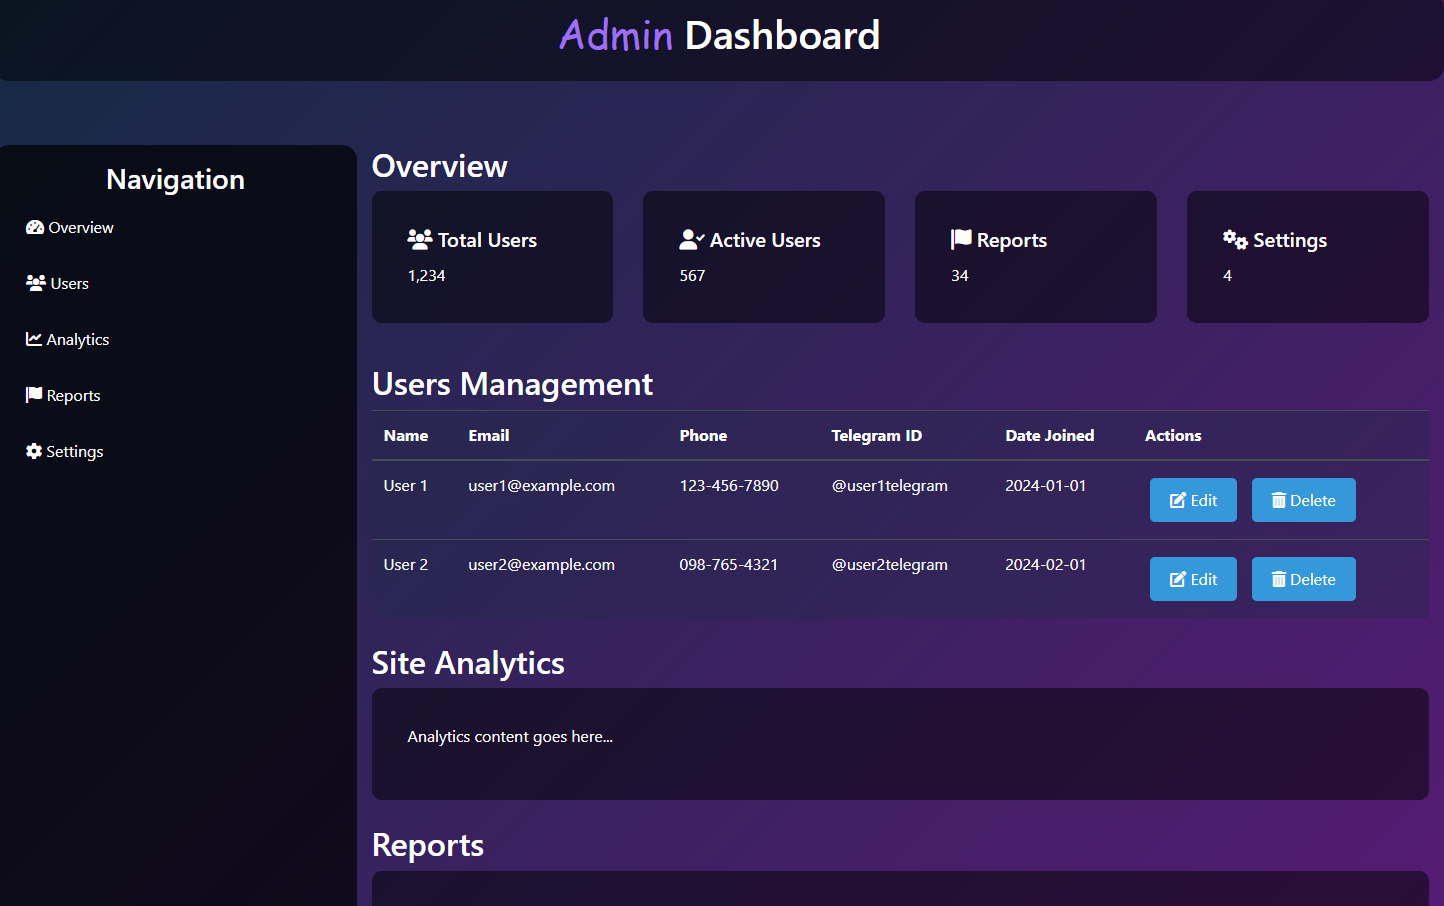 Admin Dashboard
Navigation
Overview
Users
Analytics
Reports
Settings
Overview
Total Users
1,234
Active Users
567
Reports
34
Settings
4
Users Management
Name Email Phone Telegram ID Date Joined Actions
User 1 user1@example.com 123-456-7890 @user1telegram 2024-01-01 Edit Delete
User 2 user2@example.com 098-765-4321 @user2telegram 2024-02-01 Edit Delete
Site Analytics
Analytics content goes here...
Reports